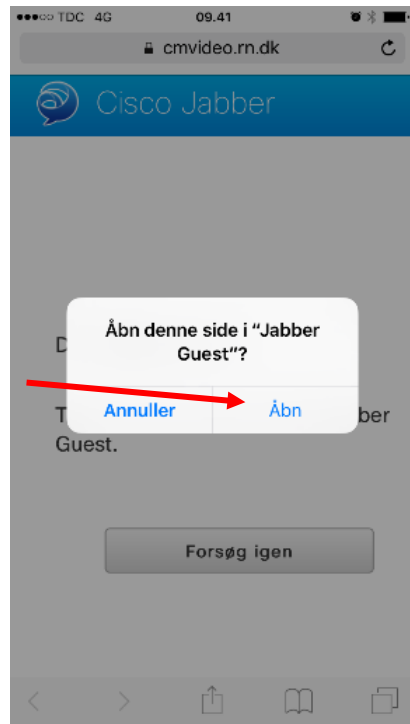 TDC 4G 09.41
cmvideo.rn.dk
Cisco Jabber
Åbn denne side i “Jabber
Guest”?
Annuller Åbn
Guest.
Forsøg igen